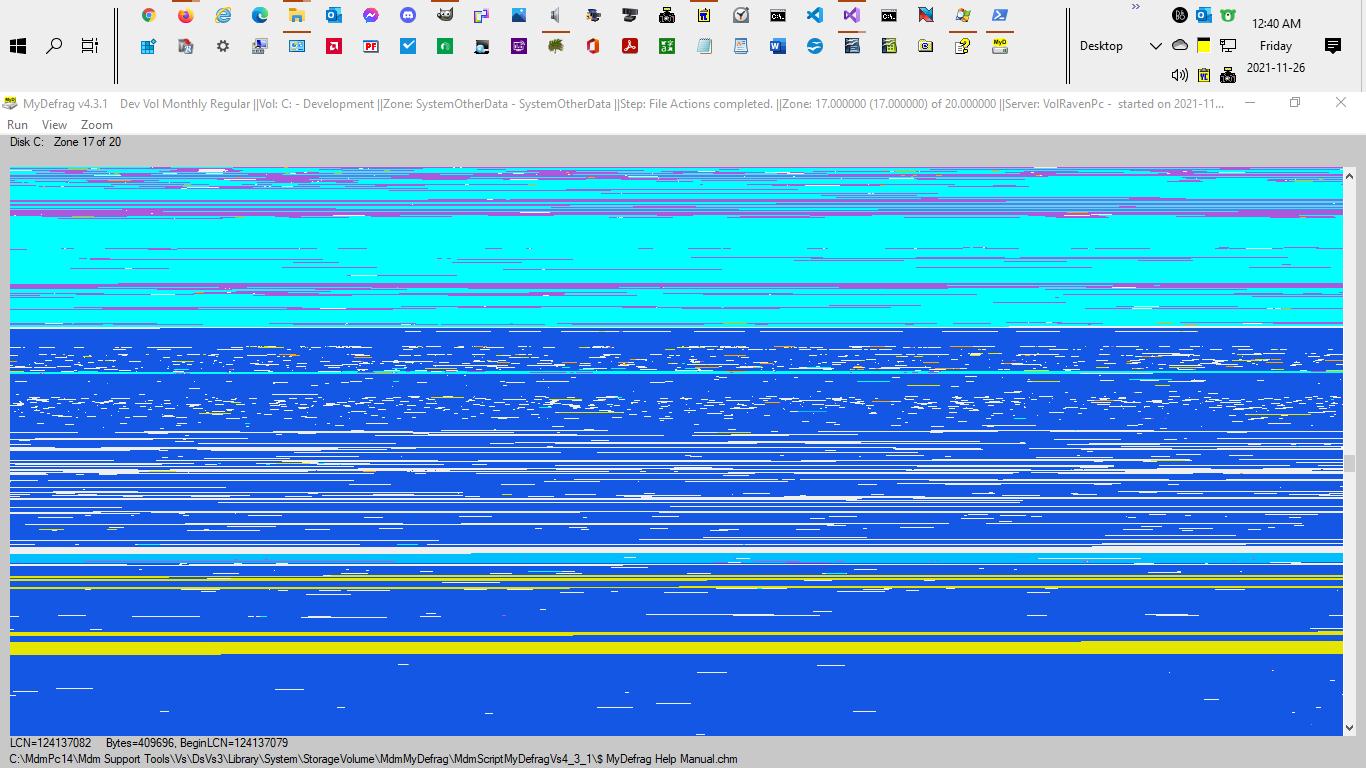 12:40 AM
Desktop
Friday
2021-11-26
MyDefrag v4.3.1 Dev Vol Monthly Regular ||Vol: C: - Development ||Zone: SystemOtherData - SystemOtherData ||Step: File Actions completed. ||Zone: 17.000000 (17.000000) of 20.000000 ||Server: VolRavenPc - started on 2021-11...
Run View Zoom
Disk C: Zone 17 of 20
LCN=124137082 Bytes=409696, BeginLCN=124137079
C:\MdmPc14\Mdm Support Tools\Vs\DsVs3\Library\System\StorageVolume\MdmMyDefrag\MdmScriptMyDefragVs4_3_1\$ MyDefrag Help Manual.chm